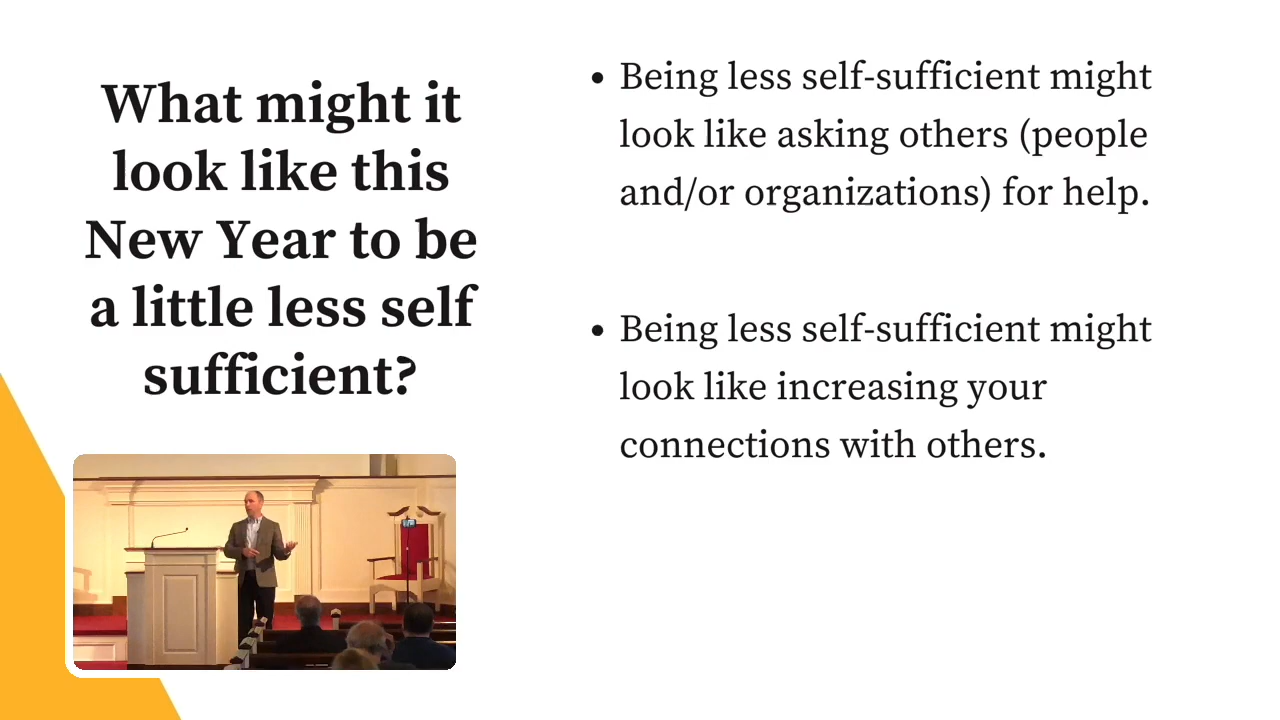 What might it
look like this
New Year to be
a little less self
sufficient?
• Being less self-sufficient might
look like asking others (people
and/or organizations) for help.
• Being less self-sufficient might
look like increasing your
connections with others.